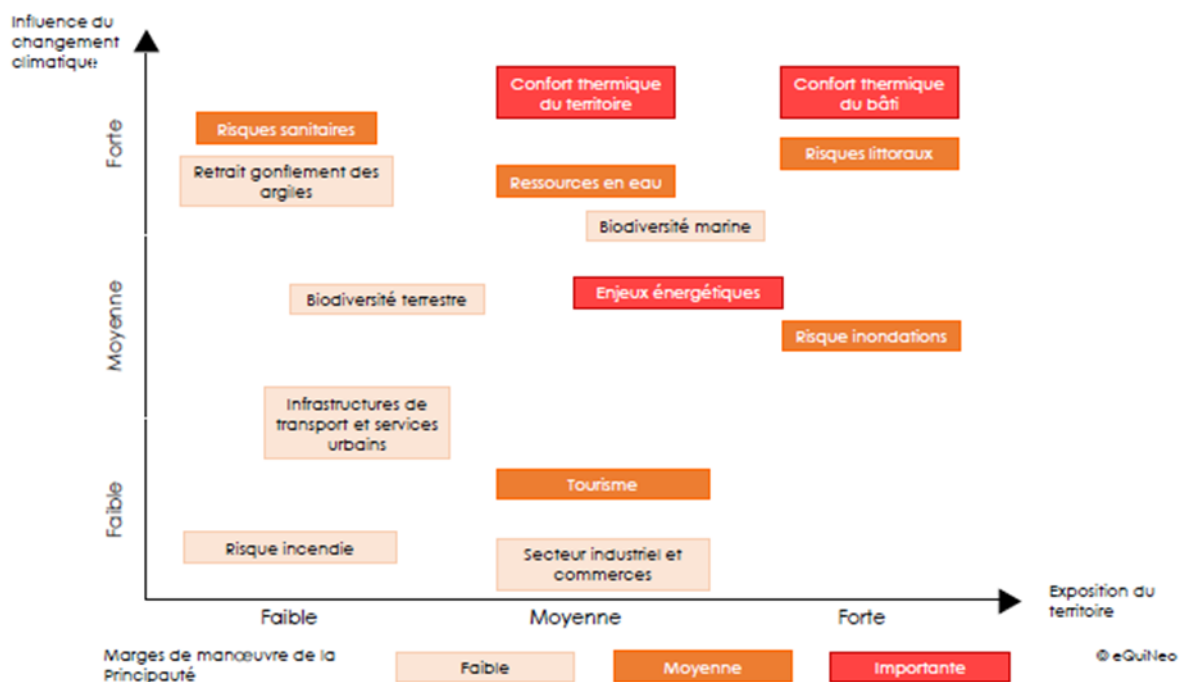 Influence du
changement
climatique
Forte
Moyenne
Faible
Confort thermique
du territoire
Confort thermique
du bâti
Risques sanitaires
Risques littoraux
Retrait gonflement des
argiles
Ressources en eau
Biodiversité marine
Biodiversité terrestre
Enjeux énergétiques
Risque inondations
Infrastructures de
transport et services
urbains
Tourisme
Risque incendie
Secteur industriel et
commerces
Faible
Moyenne
Forte
Exposition du
territoire
Marges de manœuvre de la
Principauté
Faible
Moyenne
Importante
© eQuiNeo